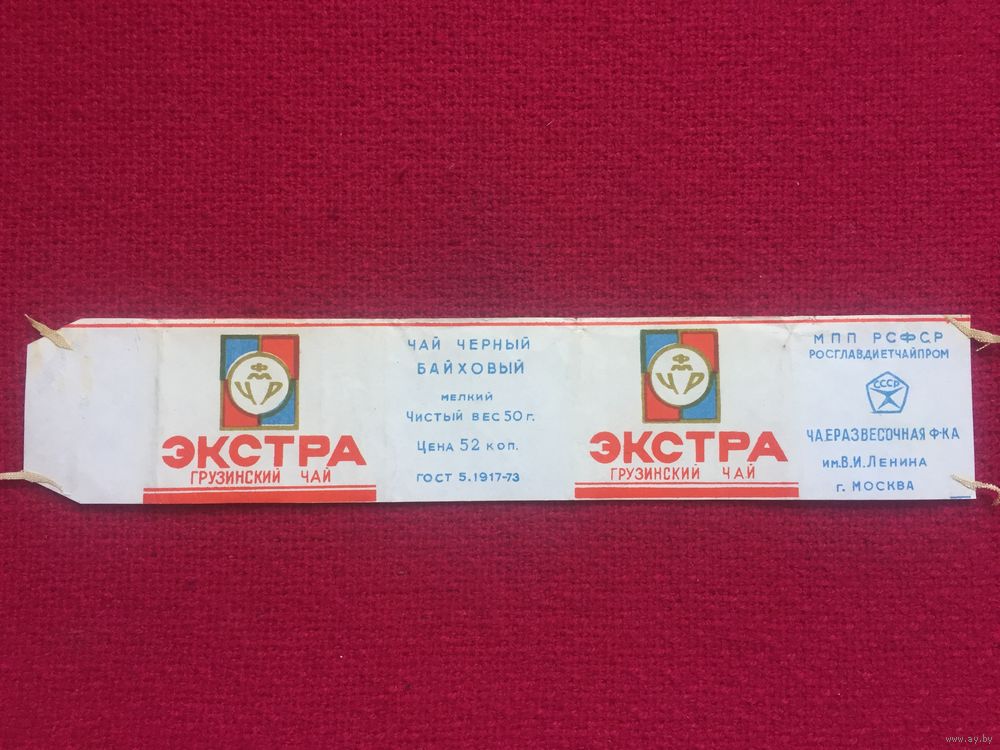 ЧР
ЭКСТРА
ГРУЗИНСКИЙ ЧАЙ
ЧАЙ ЧЕРНЫЙ
БАЙХОВЫЙ
МЕЛКИЙ
Чистый вес 50 г.
Цена 52 коп.
ГОСТ 5.1917-73
ЧР
ЭКСТРА
ГРУЗИНСКИЙ ЧАЙ
МПП РСФСР
РОСГЛАВДИЕТЧАЙПРОМ
СССР
ЧАЕРАЗВЕСОЧНАЯ Ф-КА
им. В.И. Ленина
г. МОСКВА
www.ay.by